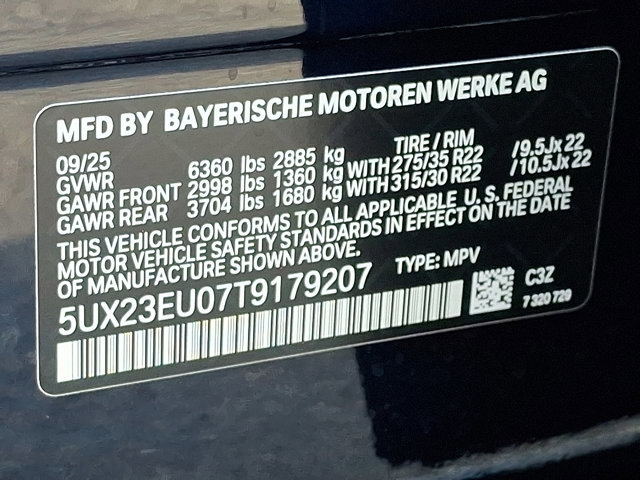 MFD BY BAYERISCHE MOTOREN WERKE AG
09/25 TIRE / RIM
GVWR 6360 lbs 2885 kg
GAWR FRONT 2998 lbs 1360 kg WITH 275/35 R22 /9.5Jx22
GAWR REAR 3704 lbs 1680 kg WITH 315/30 R22 /10.5Jx22
THIS VEHICLE CONFORMS TO ALL APPLICABLE U.S. FEDERAL
MOTOR VEHICLE SAFETY STANDARDS IN EFFECT ON THE DATE
OF MANUFACTURE SHOWN ABOVE.
5UX23EU07T9179207 TYPE: MPV
C3Z
7 320 720